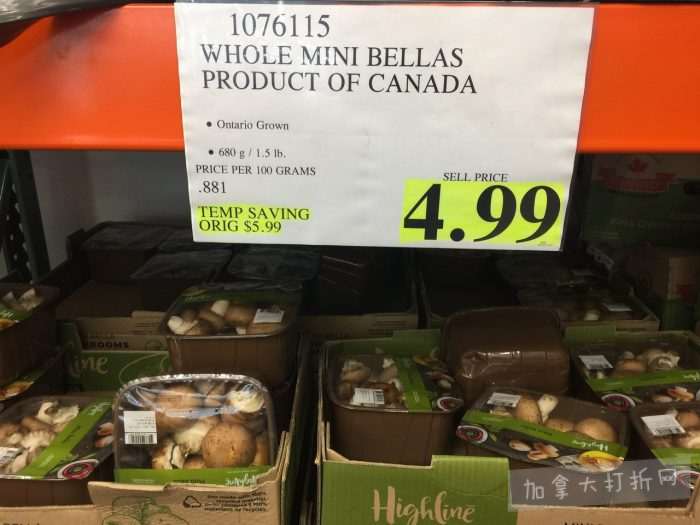 1076115
WHOLE MINI BELLAS
PRODUCT OF CANADA
• Ontario Grown
• 680 g / 1.5 lb.
PRICE PER 100 GRAMS
.881
SELL PRICE
4.99
TEMP SAVING
ORIG $5.99
Highline
加拿大打折网